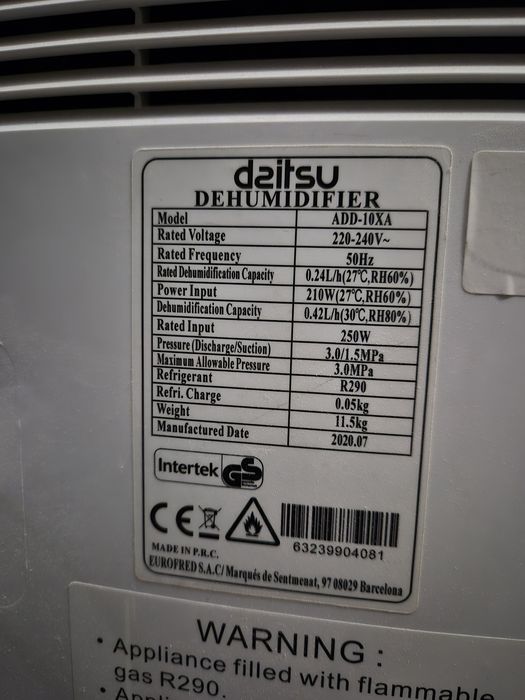 daitsu
DEHUMIDIFIER
Model ADD-10XA
Rated Voltage 220-240V~
Rated Frequency 50Hz
Rated Dehumidification Capacity 0.24L/h(27℃,RH60%)
Power Input 210W(27℃,RH60%)
Dehumidification Capacity 0.42L/h(30℃,RH80%)
Rated Input 250W
Pressure (Discharge/Suction) 3.0/1.5MPa
Maximum Allowable Pressure 3.0MPa
Refrigerant R290
Refri. Charge 0.05kg
Weight 11.5kg
Manufactured Date 2020.07
Intertek GS
CE
63239904081
MADE IN P.R.C.
EUROFRED S.A.C/ Marqués de Sentmenat, 97 08029 Barcelona
WARNING :
• Appliance filled with flammable
gas R290.